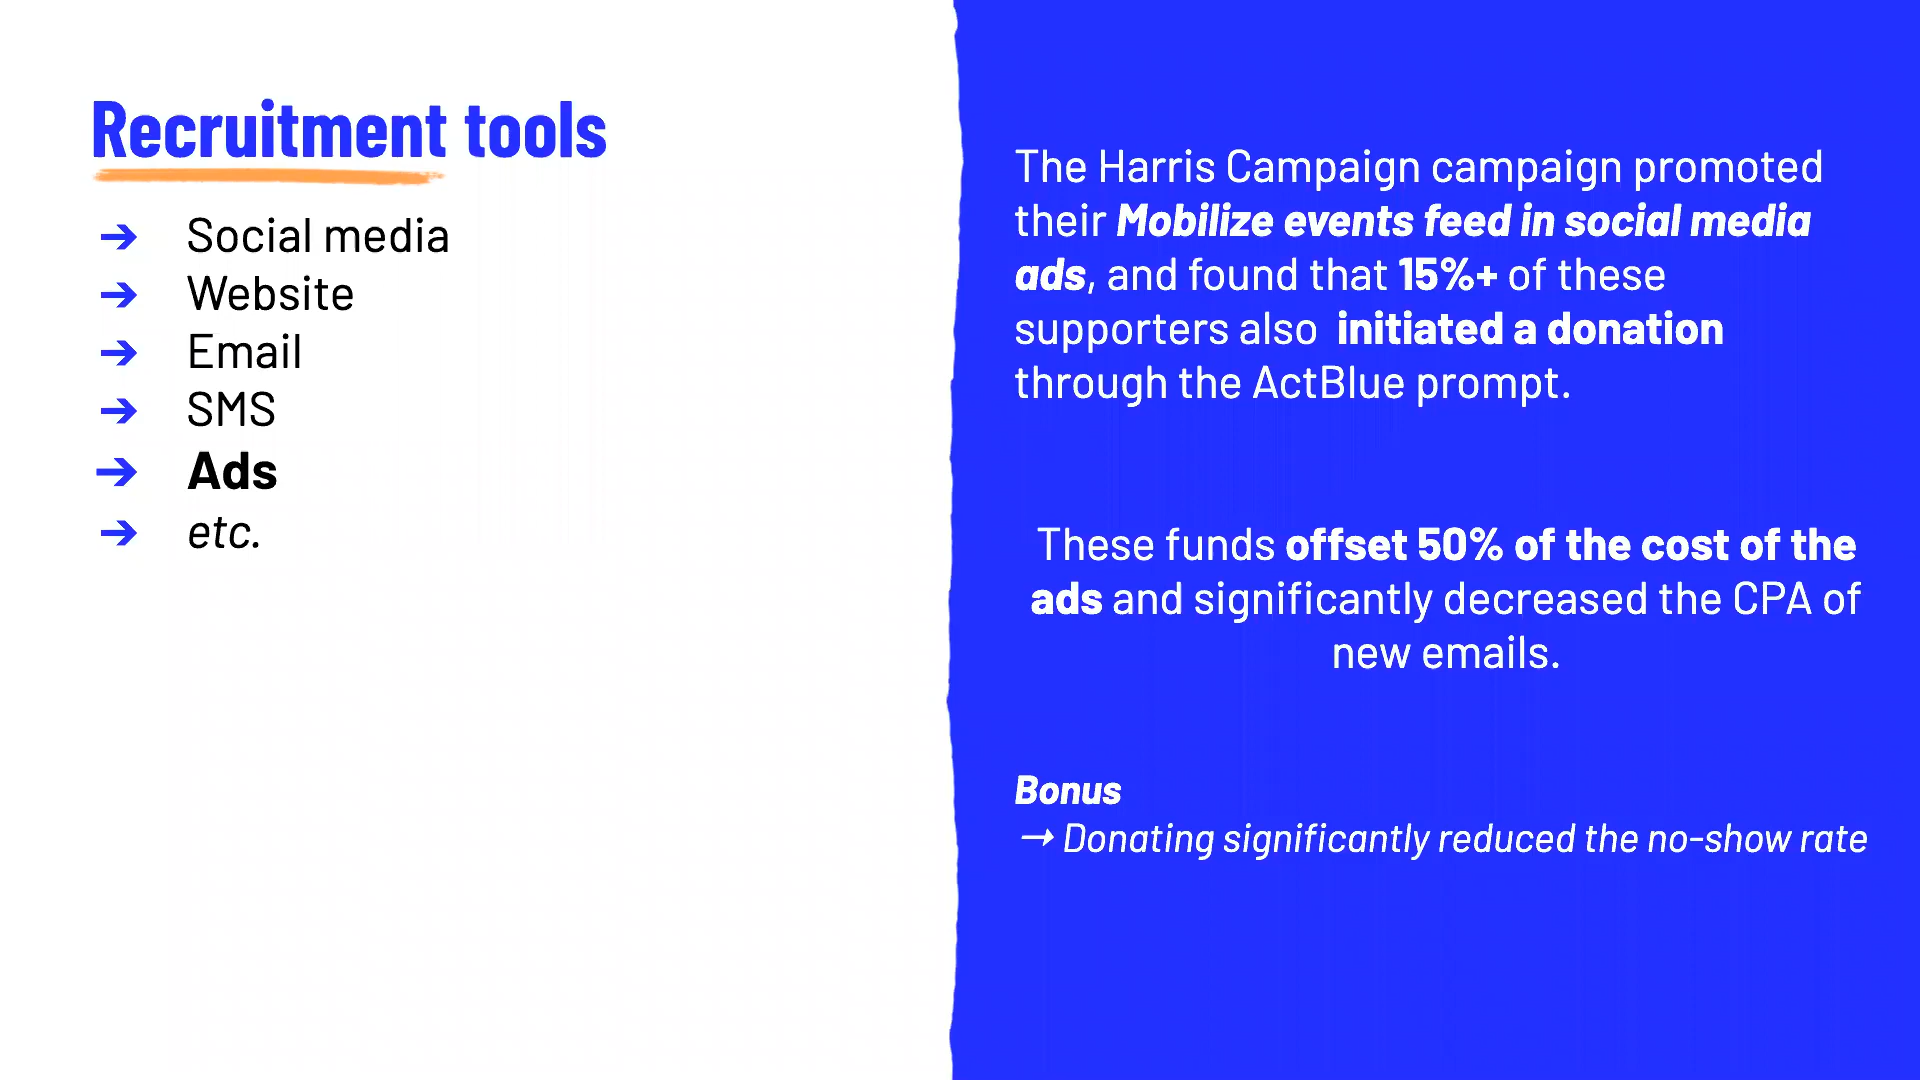 Recruitment tools
➔ Social media
➔ Website
➔ Email
➔ SMS
➔ Ads
➔ etc.
The Harris Campaign campaign promoted
their Mobilize events feed in social media
ads, and found that 15%+ of these
supporters also initiated a donation
through the ActBlue prompt.
These funds offset 50% of the cost of the
ads and significantly decreased the CPA of
new emails.
Bonus
→ Donating significantly reduced the no-show rate